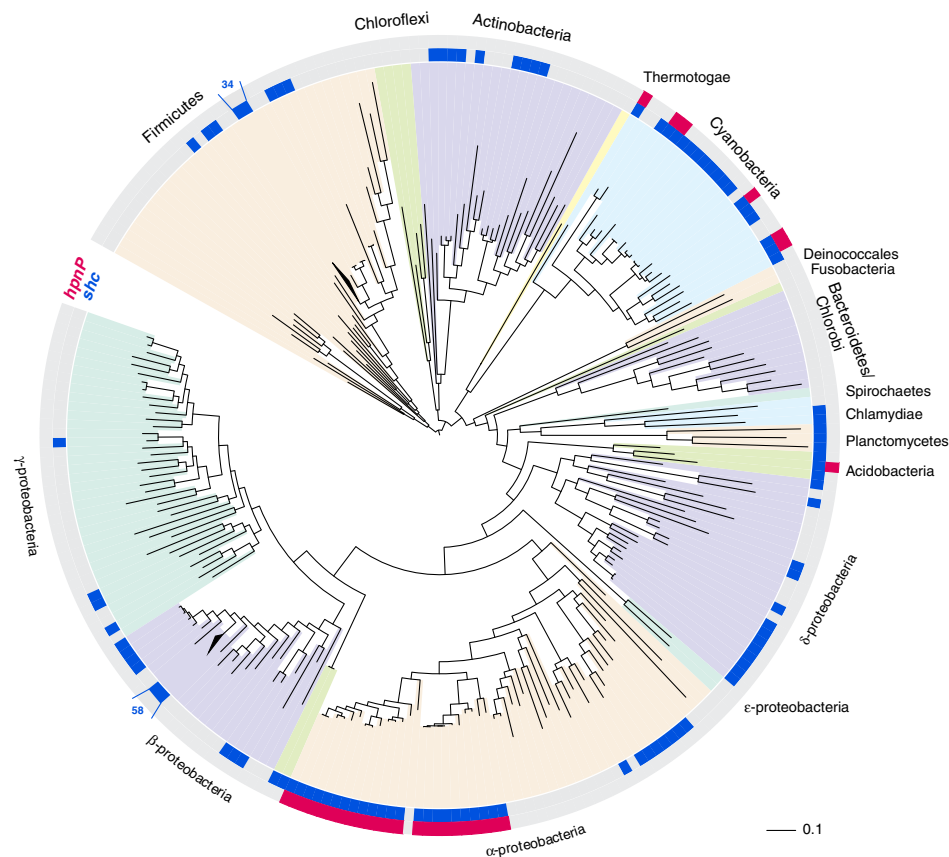 Chloroflexi
Actinobacteria
Thermotogae
Cyanobacteria
Deinococcales
Fusobacteria
Bacteroidetes/
Chlorobi
Spirochaetes
Chlamydiae
Planctomycetes
Acidobacteria
δ-proteobacteria
ε-proteobacteria
α-proteobacteria
β-proteobacteria
58
γ-proteobacteria
hpnP
shc
Firmicutes
34
0.1